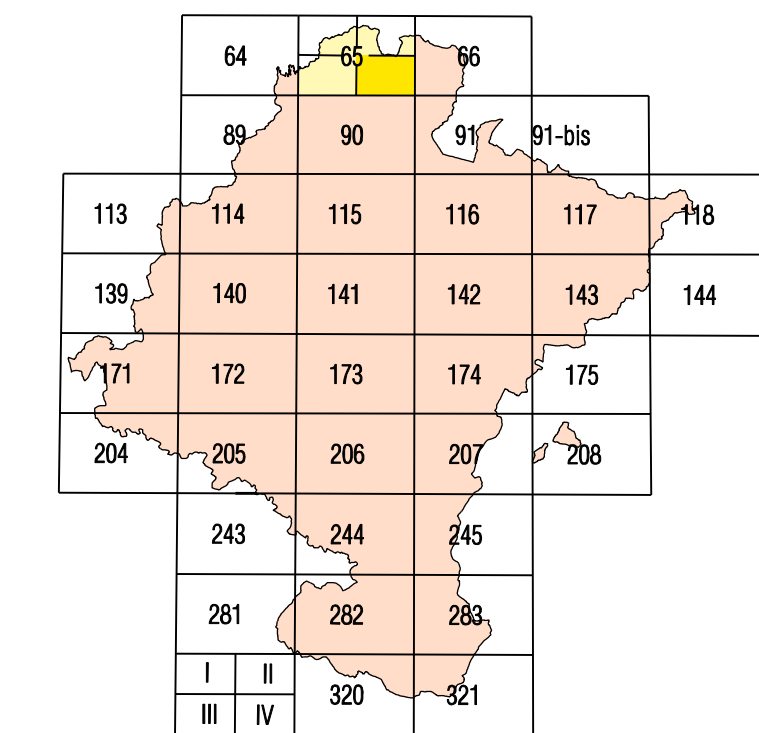 64 65 66
89 90 91 91-bis
113 114 115 116 117 118
139 140 141 142 143 144
171 172 173 174 175
204 205 206 207 208
243 244 245
281 282 283
I II
320 321
III IV